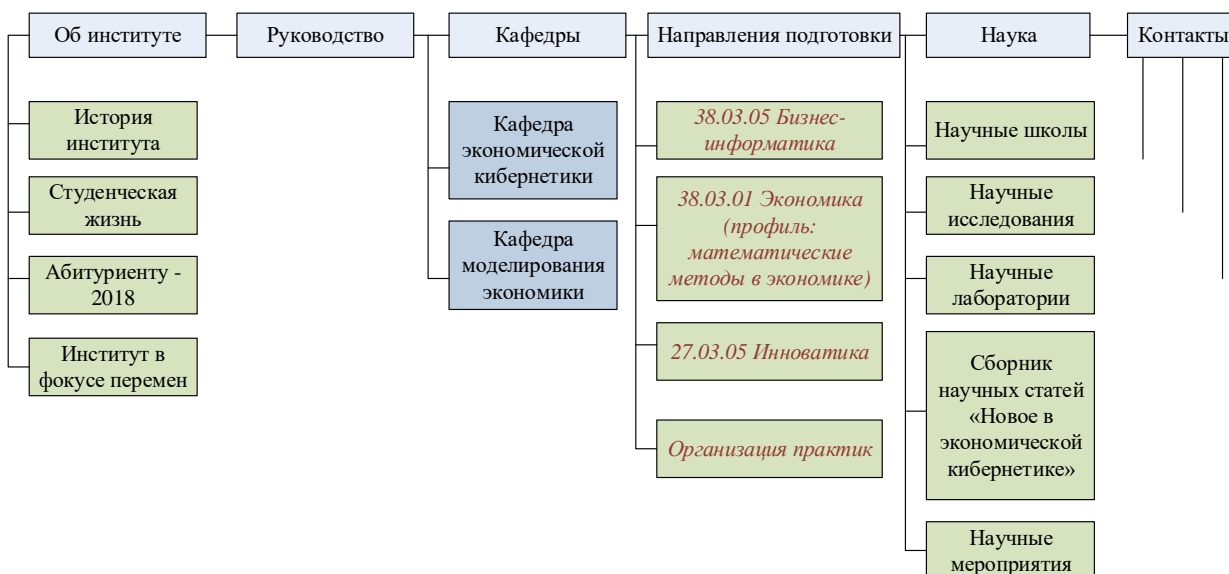 Об институте
Руководство
Кафедры
Направления подготовки
Наука
Контакты
История
института
Студенческая
жизнь
Абитуриенту -
2018
Институт в
фокусе перемен
Кафедра
экономической
кибернетики
Кафедра
моделирования
экономики
38.03.05 Бизнес-
информатика
38.03.01 Экономика
(профиль:
математические
методы в экономике)
27.03.05 Инноватика
Организация практик
Научные школы
Научные
исследования
Научные
лаборатории
Сборник
научных статей
«Новое в
экономической
кибернетике»
Научные
мероприятия